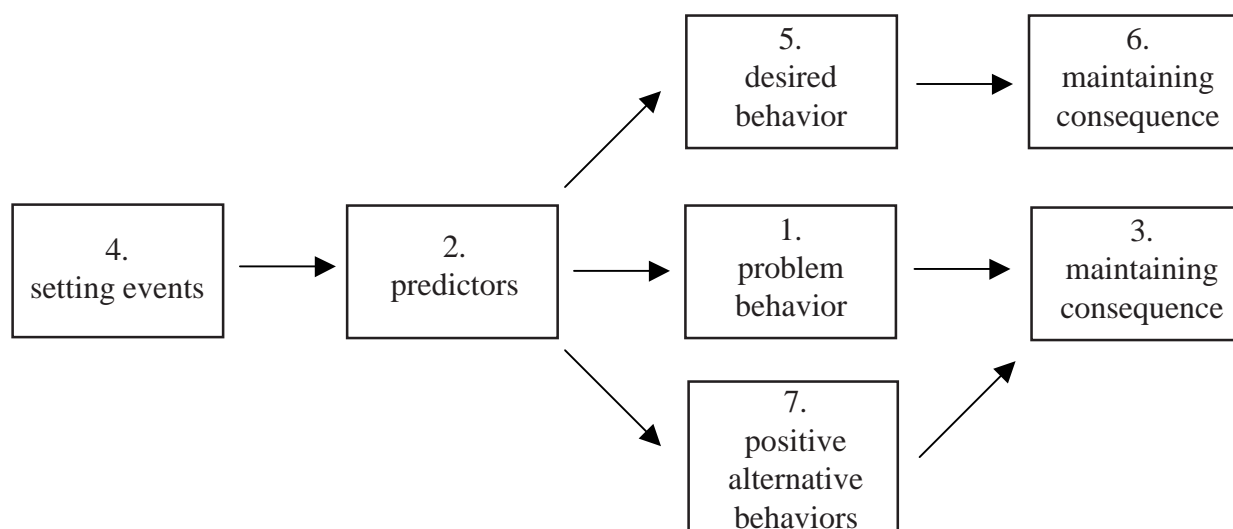 5.
desired
behavior
6.
maintaining
consequence
4.
setting events
2.
predictors
1.
problem
behavior
3.
maintaining
consequence
7.
positive
alternative
behaviors